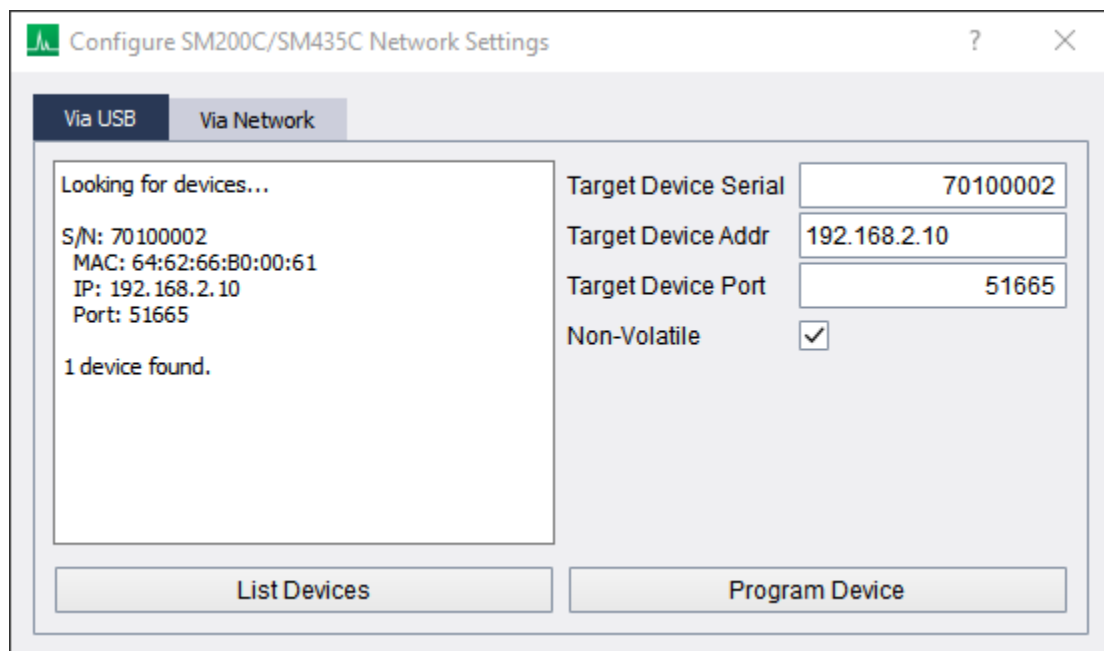 Configure SM200C/SM435C Network Settings
Via USB Via Network
Looking for devices...
S/N: 70100002
MAC: 64:62:66:B0:00:61
IP: 192.168.2.10
Port: 51665
1 device found.
Target Device Serial 70100002
Target Device Addr 192.168.2.10
Target Device Port 51665
Non-Volatile
List Devices Program Device